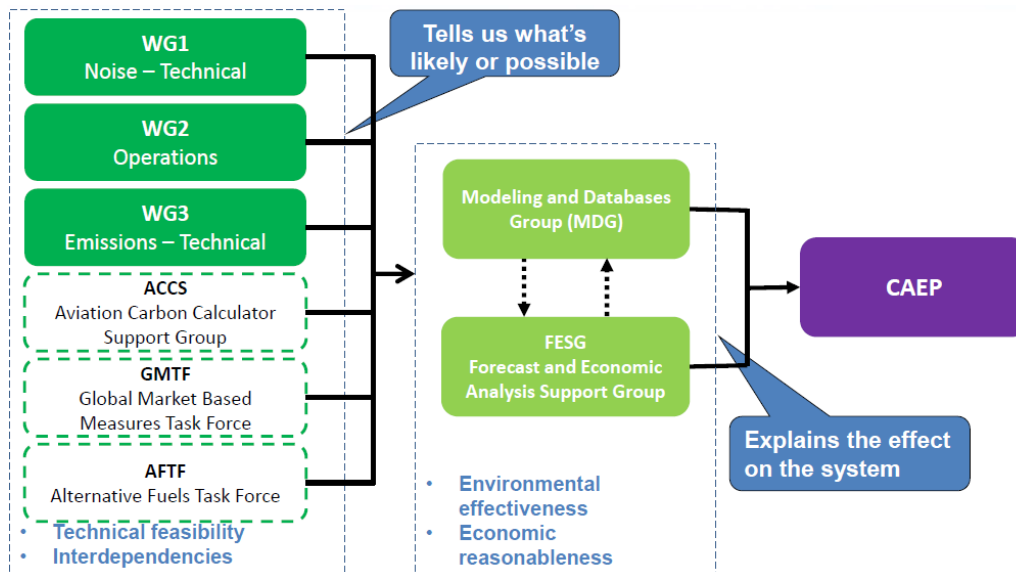 WG1
Noise – Technical
WG2
Operations
WG3
Emissions – Technical
ACCS
Aviation Carbon Calculator
Support Group
GMTF
Global Market Based
Measures Task Force
AFTF
Alternative Fuels Task Force
• Technical feasibility
• Interdependencies
Tells us what's
likely or possible
Modeling and Databases
Group (MDG)
FESG
Forecast and Economic
Analysis Support Group
• Environmental
effectiveness
• Economic
reasonableness
CAEP
Explains the effect
on the system